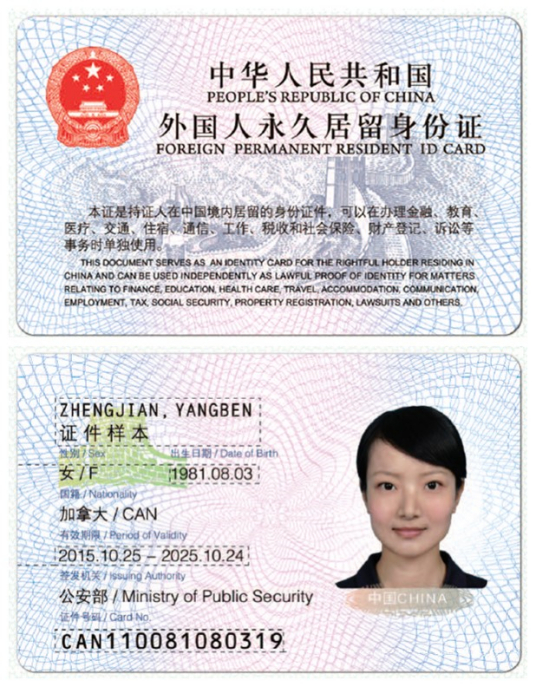 中华人民共和国
PEOPLE'S REPUBLIC OF CHINA
外国人永久居留身份证
FOREIGN PERMANENT RESIDENT ID CARD
本证是持证人在中国境内居留的身份证件，可以在办理金融、教育、
医疗、交通、住宿、通信、工作、税收和社会保险、财产登记、诉讼等
事务时单独使用。
THIS DOCUMENT SERVES AS AN IDENTITY CARD FOR THE RIGHTFUL HOLDER RESIDING IN
CHINA AND CAN BE USED INDEPENDENTLY AS LAWFUL PROOF OF IDENTITY FOR MATTERS
RELATING TO FINANCE, EDUCATION, HEALTH CARE, TRAVEL, ACCOMMODATION, COMMUNICATION,
EMPLOYMENT, TAX, SOCIAL SECURITY, PROPERTY REGISTRATION, LAWSUITS AND OTHERS.
ZHENGJIAN, YANGBEN
证件样本
性别 / Sex 出生日期 / Date of Birth
女 / F 1981.08.03
国籍 / Nationality
加拿大 / CAN
有效期限 / Period of Validity
2015.10.25 – 2025.10.24
签发机关 / Issuing Authority
公安部 / Ministry of Public Security
证件号码 / Card No.
CAN110081080319
中国CHINA